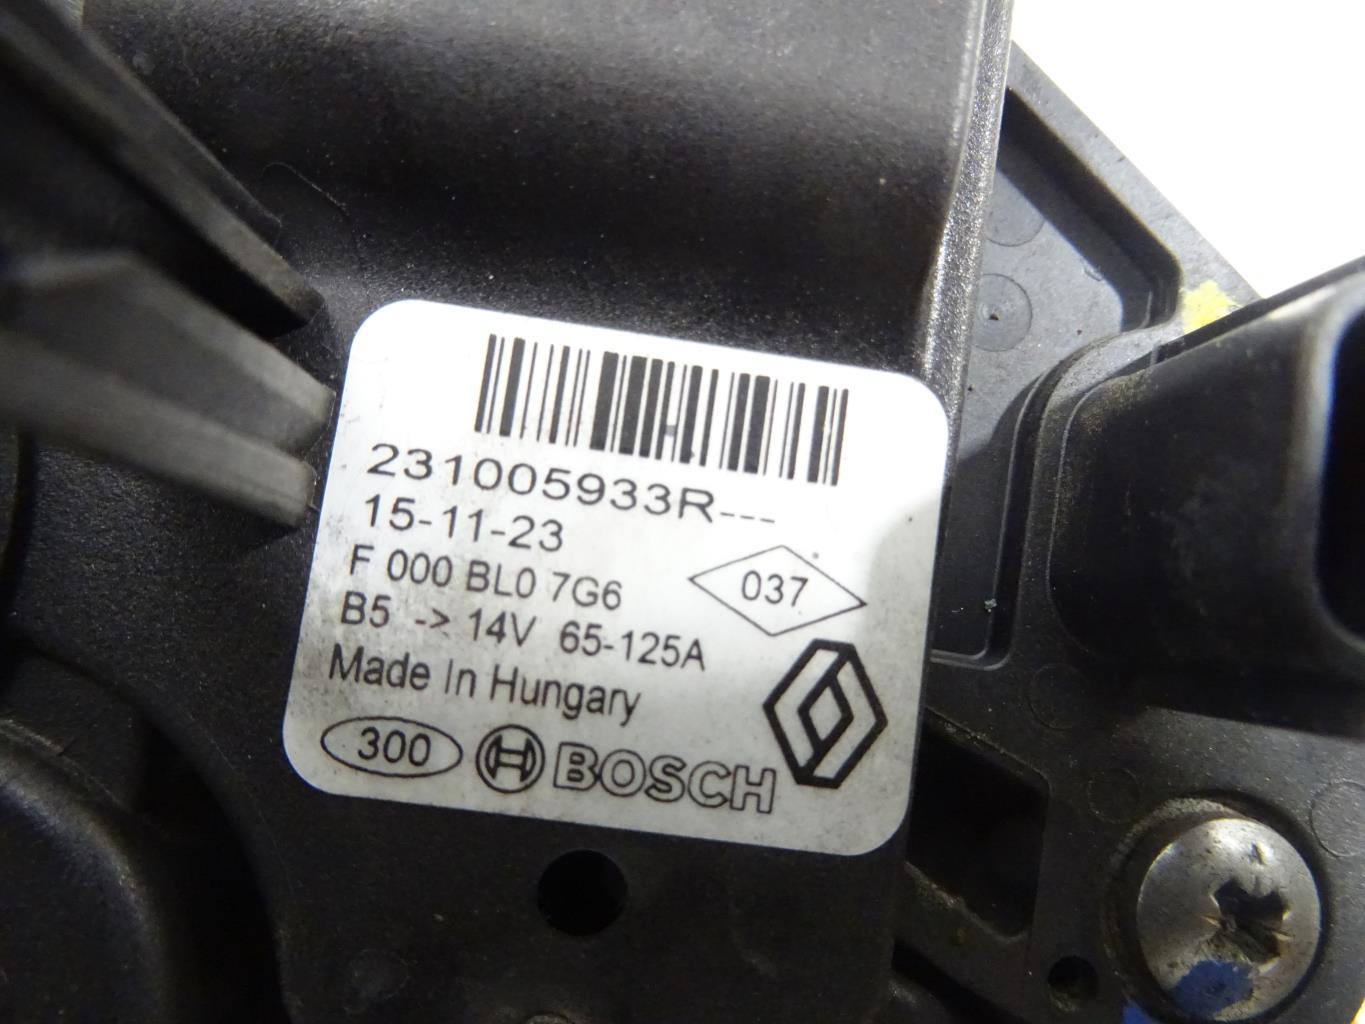 231005933R---
15-11-23
F 000 BL0 7G6
037
B5 -> 14V 65-125A
Made In Hungary
300 BOSCH